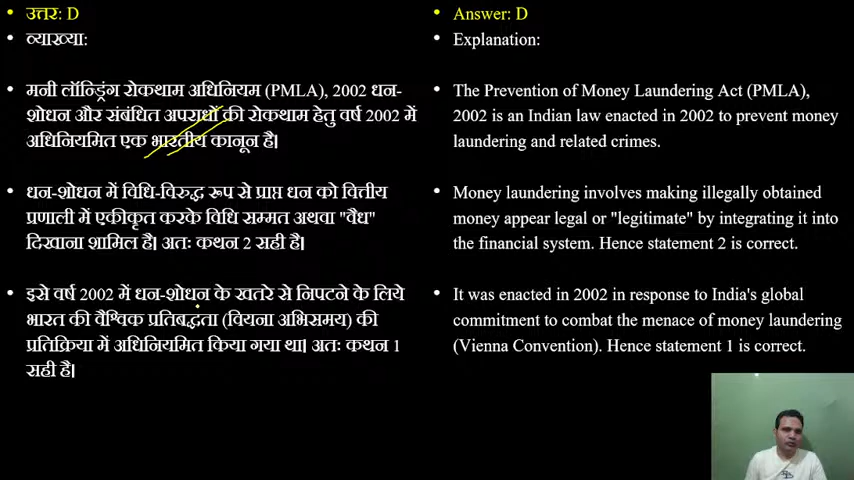 उत्तर: D
व्याख्या:
मनी लॉन्ड्रिंग रोकथाम अधिनियम (PMLA), 2002 धन-
शोधन और संबंधित अपराधों की रोकथाम हेतु वर्ष 2002 में
अधिनियमित एक भारतीय कानून है।
धन-शोधन में विधि-विरुद्ध रूप से प्राप्त धन को वित्तीय
प्रणाली में एकीकृत करके विधि सम्मत अथवा "वैध"
दिखाना शामिल है। अतः कथन 2 सही है।
इसे वर्ष 2002 में धन-शोधन के खतरे से निपटने के लिये
भारत की वैश्विक प्रतिबद्धता (वियना अभिसमय) की
प्रतिक्रिया में अधिनियमित किया गया था। अतः कथन 1
सही है।
Answer: D
Explanation:
The Prevention of Money Laundering Act (PMLA),
2002 is an Indian law enacted in 2002 to prevent money
laundering and related crimes.
Money laundering involves making illegally obtained
money appear legal or "legitimate" by integrating it into
the financial system. Hence statement 2 is correct.
It was enacted in 2002 in response to India's global
commitment to combat the menace of money laundering
(Vienna Convention). Hence statement 1 is correct.